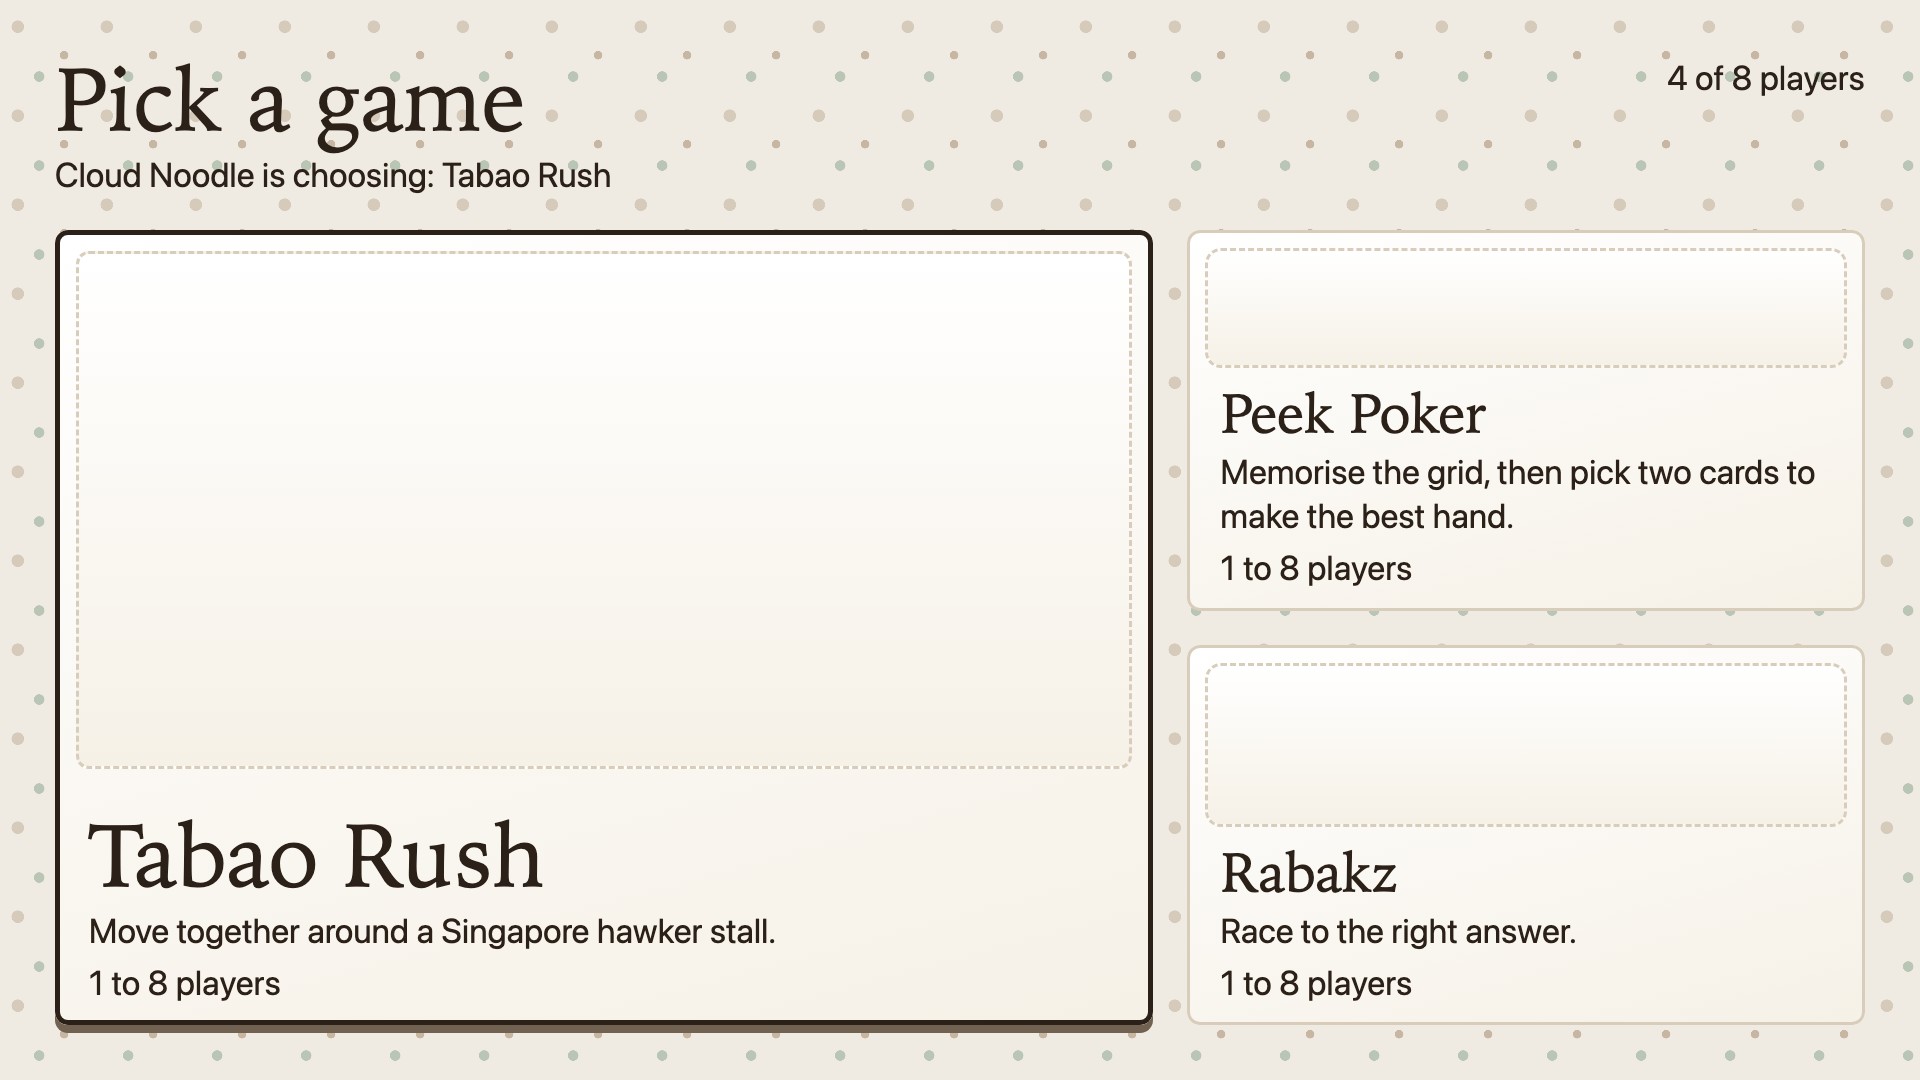 Pick a game
4 of 8 players
Cloud Noodle is choosing: Tabao Rush
Tabao Rush
Move together around a Singapore hawker stall.
1 to 8 players
Peek Poker
Memorise the grid, then pick two cards to
make the best hand.
1 to 8 players
Rabakz
Race to the right answer.
1 to 8 players